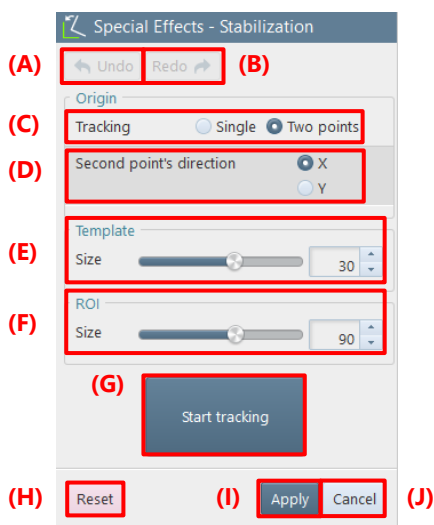 Special Effects - Stabilization
(A) Undo Redo (B)
Origin
(C) Tracking Single Two points
(D) Second point's direction X
Y
Template
(E) Size 30
ROI
(F) Size 90
(G)
Start tracking
(H) Reset (I) Apply Cancel (J)